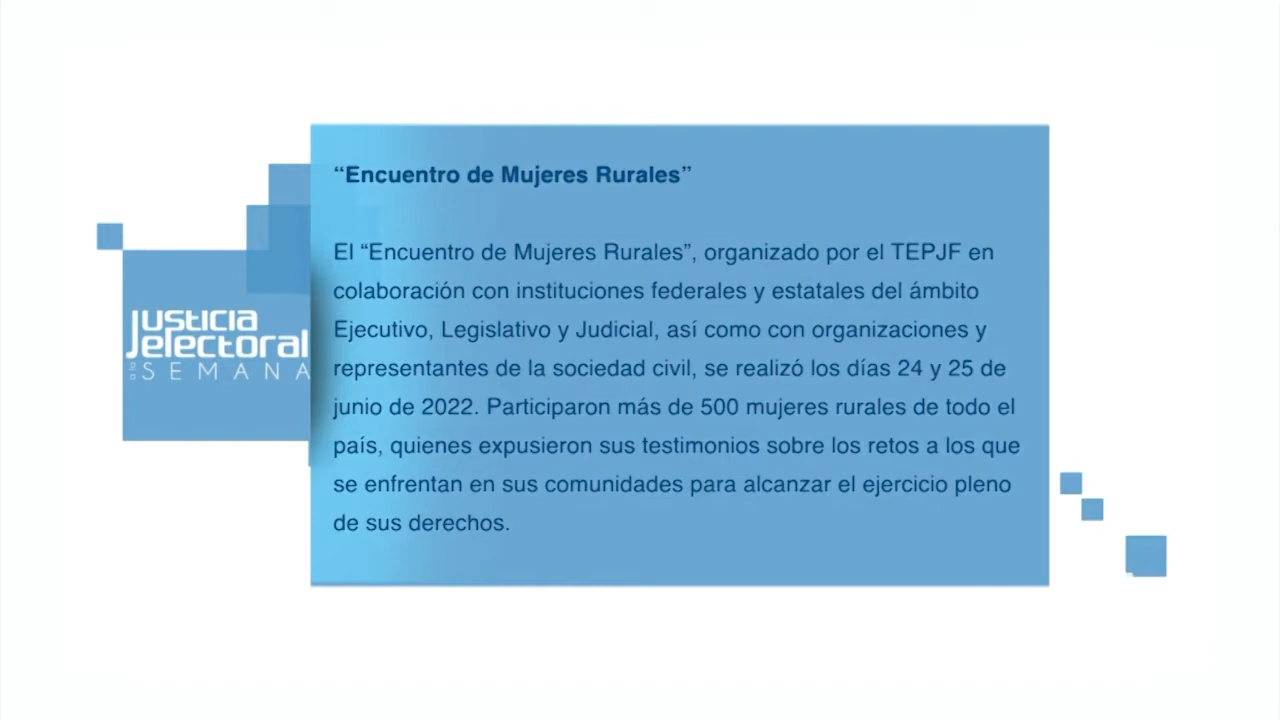 “Encuentro de Mujeres Rurales”
El “Encuentro de Mujeres Rurales”, organizado por el TEPJF en
colaboración con instituciones federales y estatales del ámbito
Ejecutivo, Legislativo y Judicial, así como con organizaciones y
representantes de la sociedad civil, se realizó los días 24 y 25 de
junio de 2022. Participaron más de 500 mujeres rurales de todo el
país, quienes expusieron sus testimonios sobre los retos a los que
se enfrentan en sus comunidades para alcanzar el ejercicio pleno
de sus derechos.
Justicia
electoral
a la SEMANA